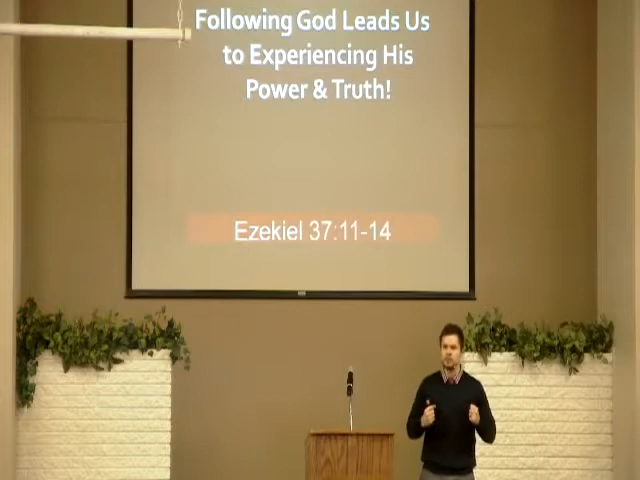 Following God Leads Us
to Experiencing His
Power & Truth!
Ezekiel 37:11-14